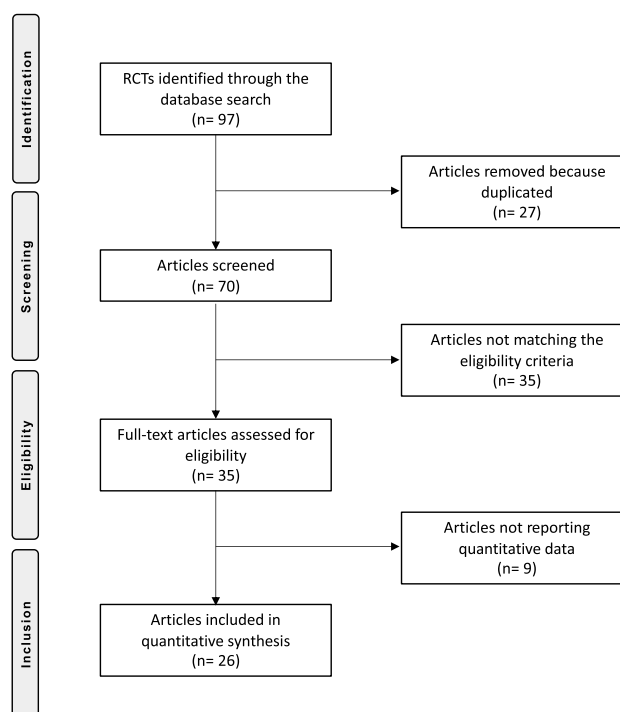 Identification
RCTs identified through the
database search
(n= 97)
Articles removed because
duplicated
(n= 27)
Screening
Articles screened
(n= 70)
Articles not matching the
eligibility criteria
(n= 35)
Eligibility
Full-text articles assessed for
eligibility
(n= 35)
Articles not reporting
quantitative data
(n= 9)
Inclusion
Articles included in
quantitative synthesis
(n= 26)